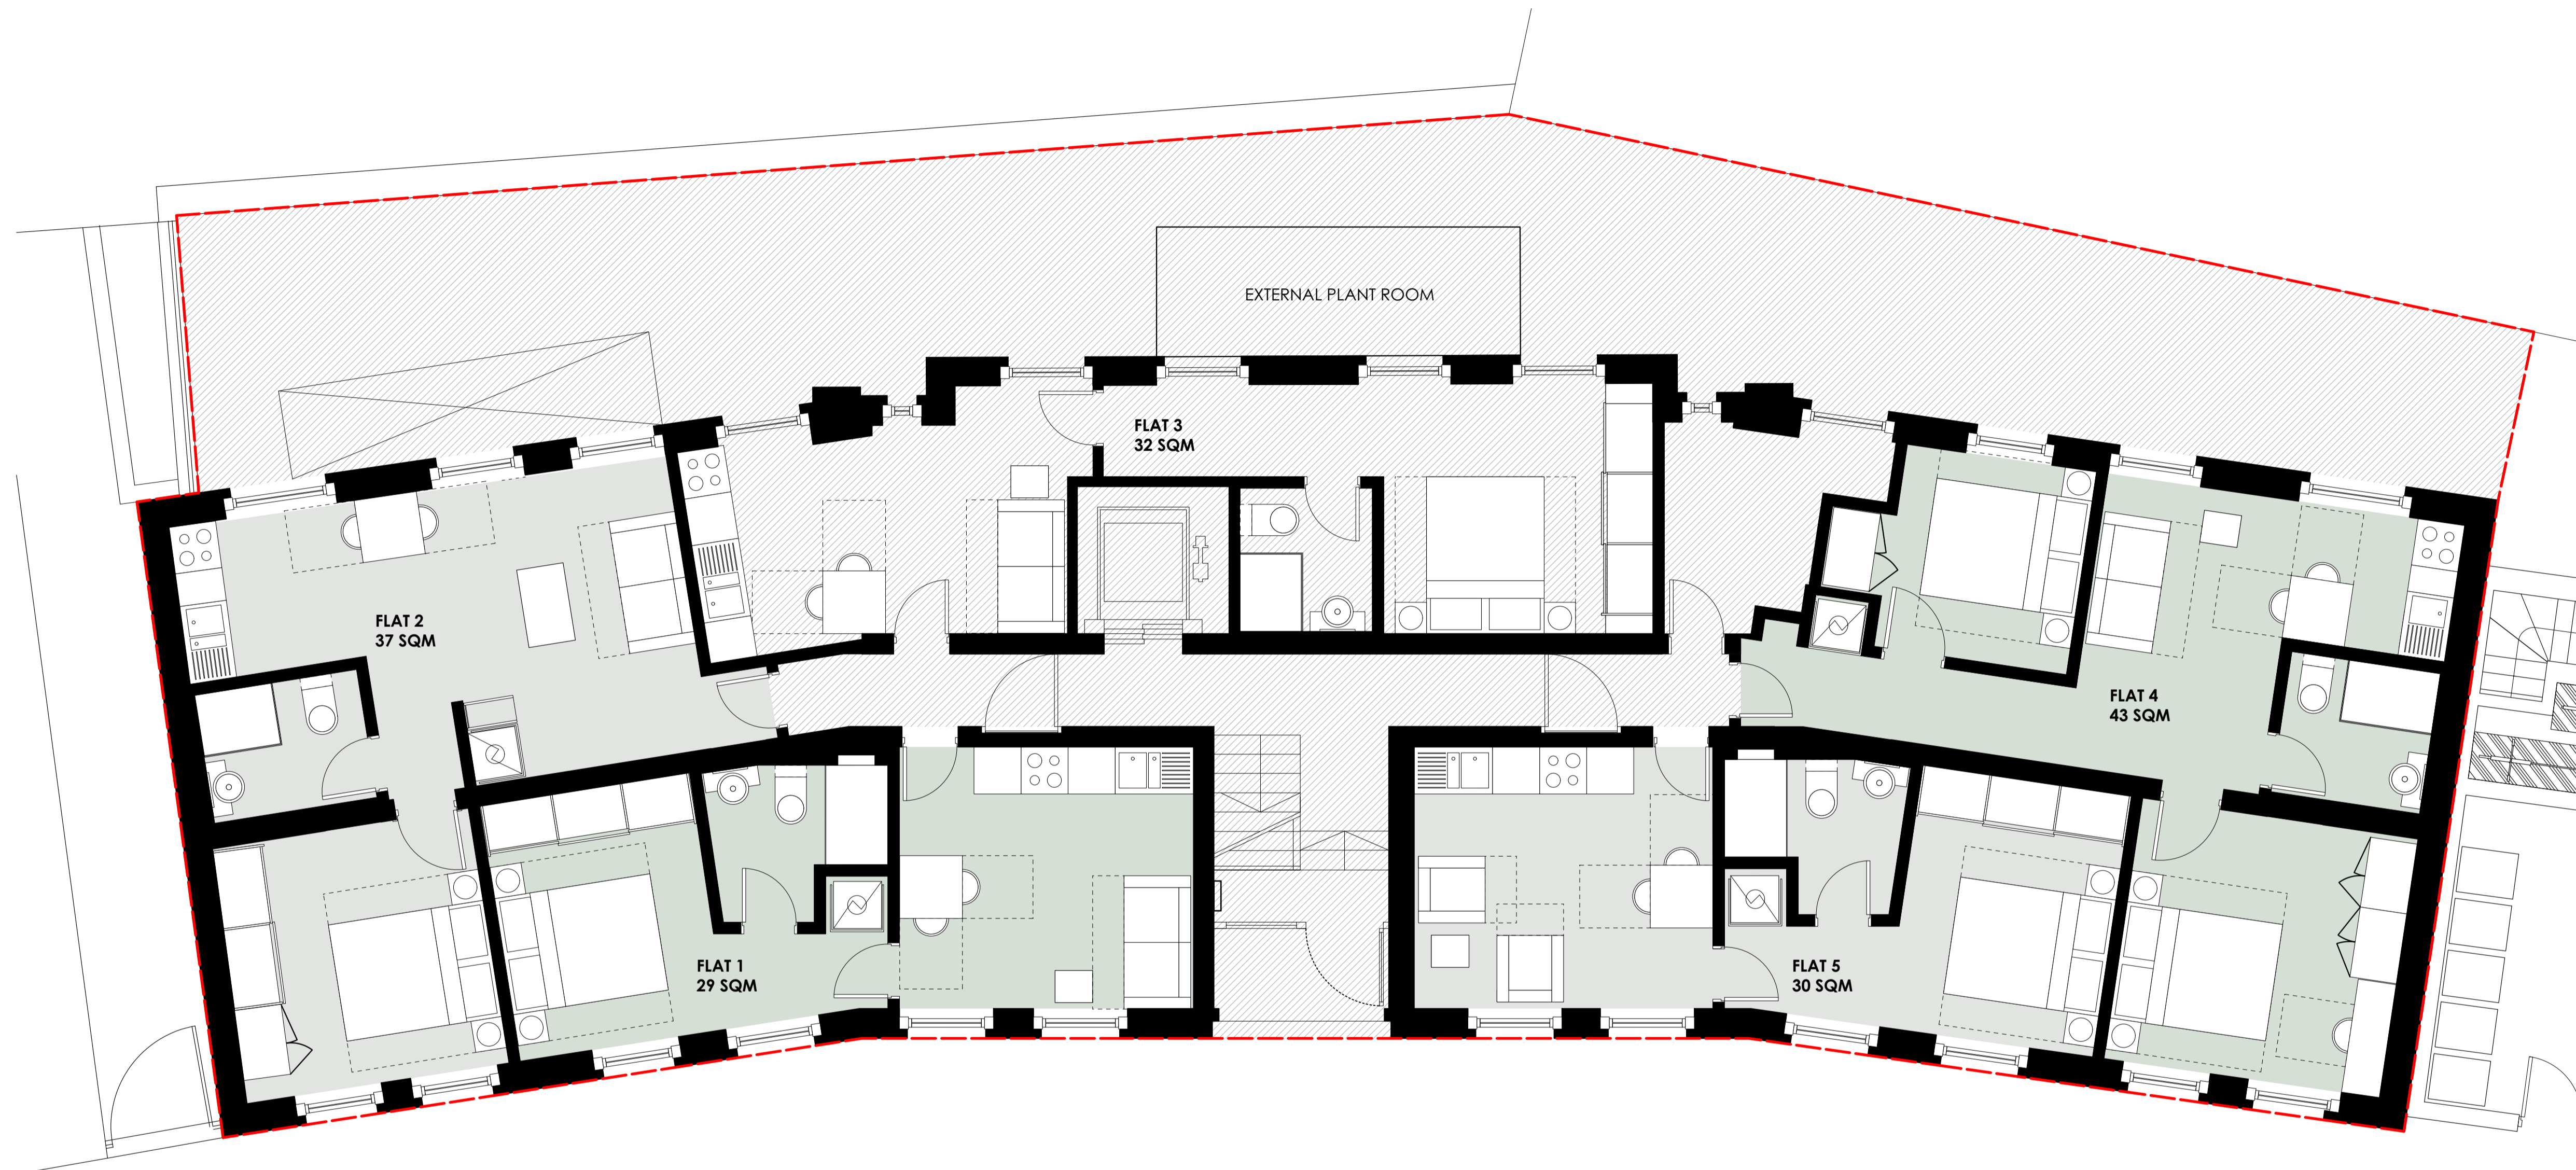 EXTERNAL PLANT ROOM
FLAT 3
32 SQM
FLAT 2
37 SQM
FLAT 4
43 SQM
FLAT 1
29 SQM
FLAT 5
30 SQM